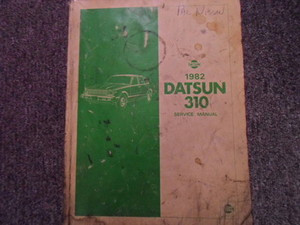 1982
DATSUN
310
SERVICE MANUAL